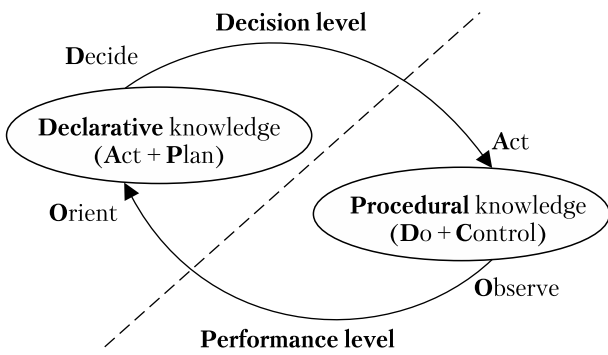 Decision level
Decide
Declarative knowledge
(Act + Plan)
Act
Orient
Procedural knowledge
(Do + Control)
Observe
Performance level